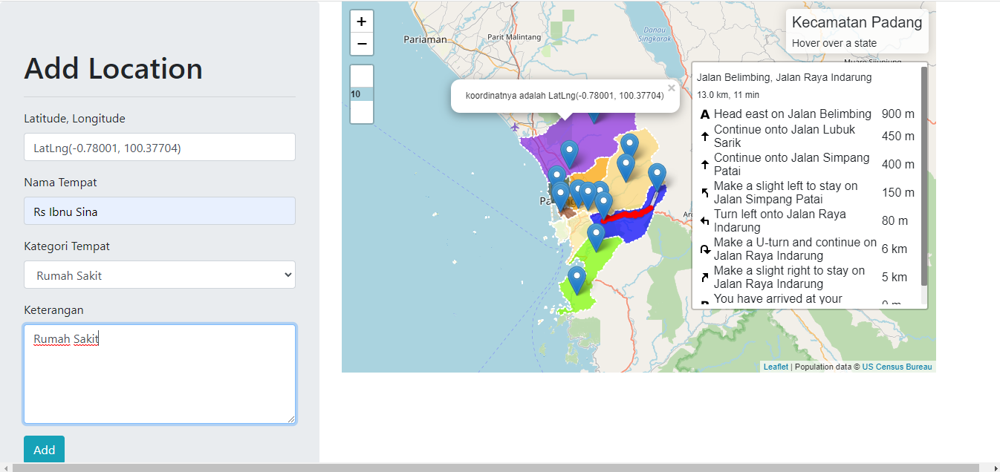 Add Location
Latitude, Longitude
LatLng(-0.78001, 100.37704)
Nama Tempat
Rs Ibnu Sina
Kategori Tempat
Rumah Sakit
Keterangan
Rumah Sakit
Add
+
−
10
Pariaman
Parit Malintang
Danau
Singkarak
koordinatnya adalah LatLng(-0.78001, 100.37704)
×
Kecamatan Padang
Hover over a state
Jalan Belimbing, Jalan Raya Indarung
13.0 km, 11 min
A Head east on Jalan Belimbing 900 m
Continue onto Jalan Lubuk
Sarik
450 m
Continue onto Jalan Simpang
Patai
400 m
Make a slight left to stay on
Jalan Simpang Patai
150 m
Turn left onto Jalan Raya
Indarung
80 m
Make a U-turn and continue on
Jalan Raya Indarung
6 km
Make a slight right to stay on
Jalan Raya Indarung
5 km
You have arrived at your
0 m
Leaflet | Population data © US Census Bureau